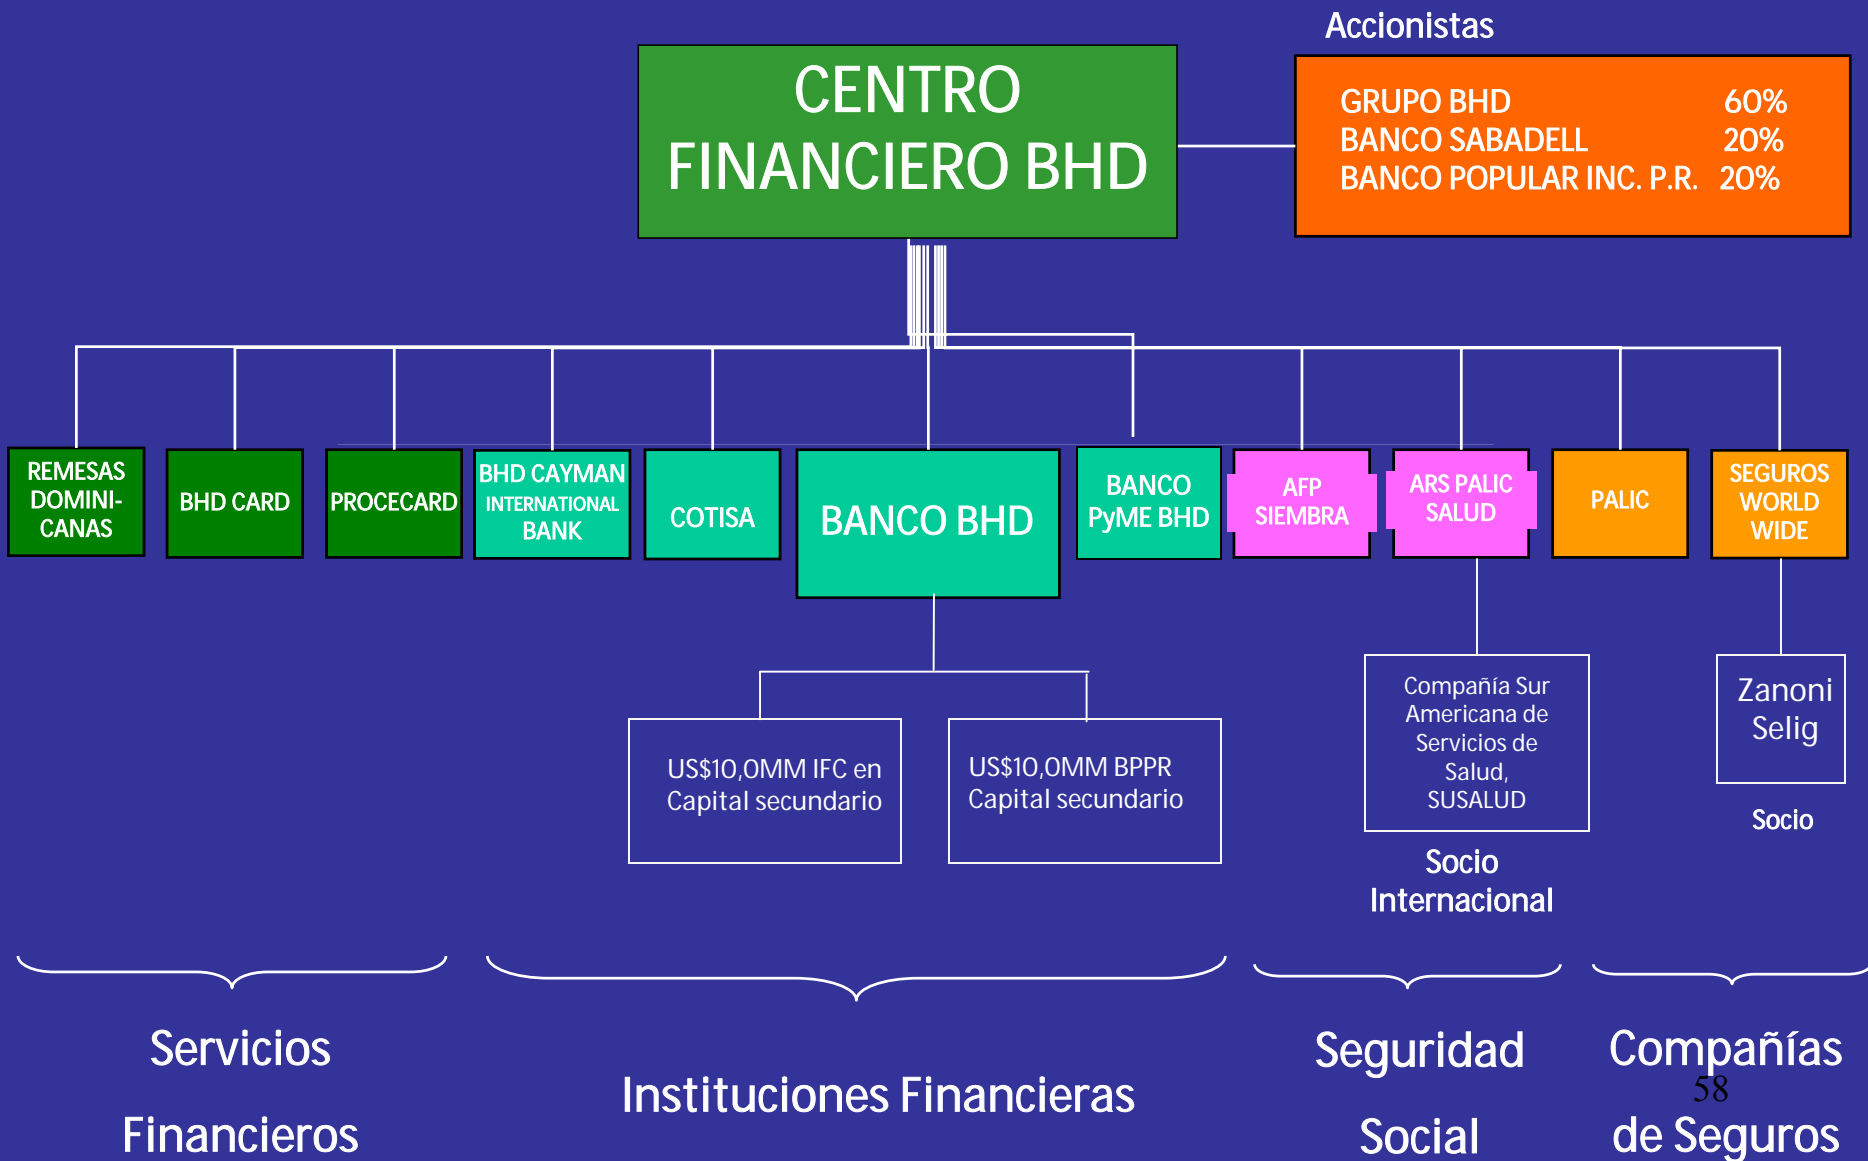 Accionistas
CENTRO
FINANCIERO BHD
GRUPO BHD 60%
BANCO SABADELL 20%
BANCO POPULAR INC. P.R. 20%
REMESAS
DOMINI-
CANAS
BHD CARD
PROCECARD
BHD CAYMAN
INTERNATIONAL
BANK
COTISA
BANCO BHD
BANCO
PyME BHD
AFP
SIEMBRA
ARS PALIC
SALUD
PALIC
SEGUROS
WORLD
WIDE
US$10,0MM IFC en
Capital secundario
US$10,0MM BPPR
Capital secundario
Compañía Sur
Americana de
Servicios de
Salud,
SUSALUD
Socio
Internacional
Zanoni
Selig
Socio
Servicios
Financieros
Instituciones Financieras
Seguridad
Social
Compañías
de Seguros
58